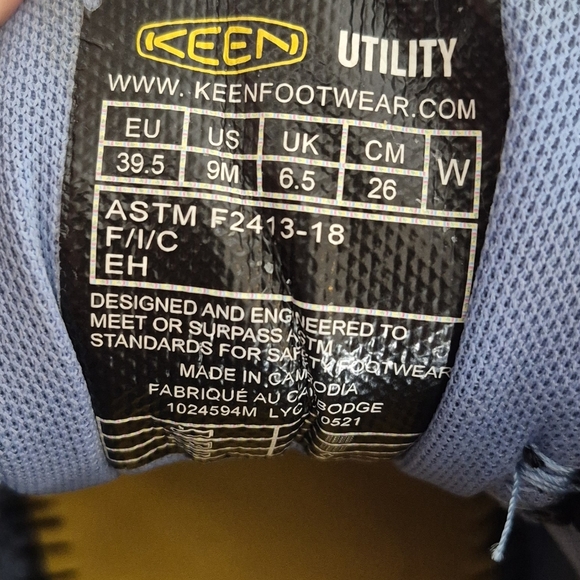 KEEN UTILITY
WWW.KEENFOOTWEAR.COM
EU US UK CM W
39.5 9M 6.5 26
ASTM F2413-18
F/I/C
EH
DESIGNED AND ENGINEERED TO
MEET OR SURPASS ASTM
STANDARDS FOR SAFETY FOOTWEAR
MADE IN CAMBODIA
FABRIQUÉ AU CAMBODGE
1024594M 0521